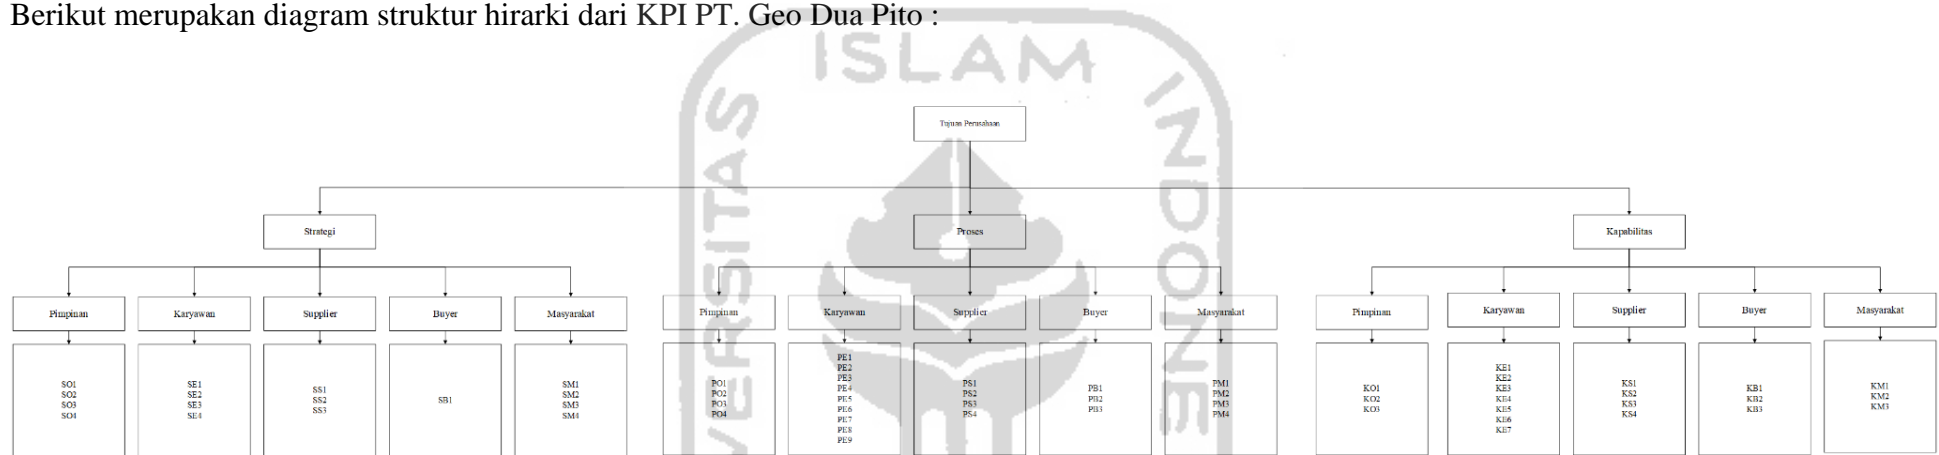 Berikut merupakan diagram struktur hirarki dari KPI PT. Geo Dua Pito :
ISLAM
INDONE
VERSITAS
Tujuan Perusahaan
Strategi
Proses
Kapabilitas
Pimpinan
Karyawan
Supplier
Buyer
Masyarakat
Pimpinan
Karyawan
Supplier
Buyer
Masyarakat
Pimpinan
Karyawan
Supplier
Buyer
Masyarakat
SO1
SO2
SO3
SO4
SE1
SE2
SE3
SE4
SS1
SS2
SS3
SB1
SM1
SM2
SM3
SM4
PO1
PO2
PO3
PO4
PE1
PE2
PE3
PE4
PE5
PE6
PE7
PE8
PE9
PS1
PS2
PS3
PS4
PB1
PB2
PB3
PM1
PM2
PM3
PM4
KO1
KO2
KO3
KE1
KE2
KE3
KE4
KE5
KE6
KE7
KS1
KS2
KS3
KS4
KB1
KB2
KB3
KM1
KM2
KM3